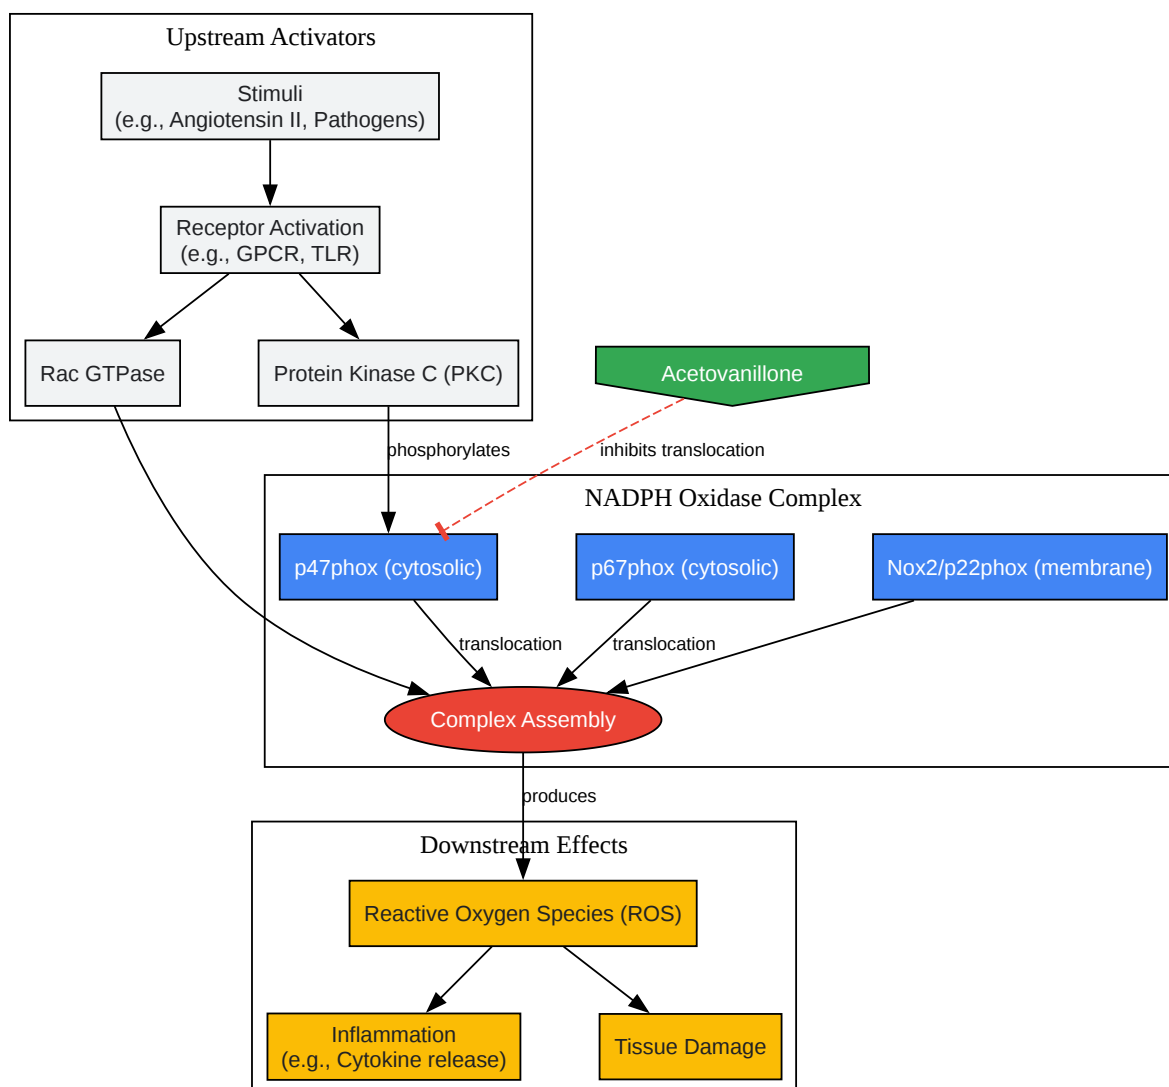 Upstream Activators
Stimuli
(e.g., Angiotensin II, Pathogens)
Receptor Activation
(e.g., GPCR, TLR)
Rac GTPase
Protein Kinase C (PKC)
Acetovanillone
phosphorylates
inhibits translocation
NADPH Oxidase Complex
p47phox (cytosolic)
p67phox (cytosolic)
Nox2/p22phox (membrane)
translocation
translocation
Complex Assembly
produces
Downstream Effects
Reactive Oxygen Species (ROS)
Inflammation
(e.g., Cytokine release)
Tissue Damage